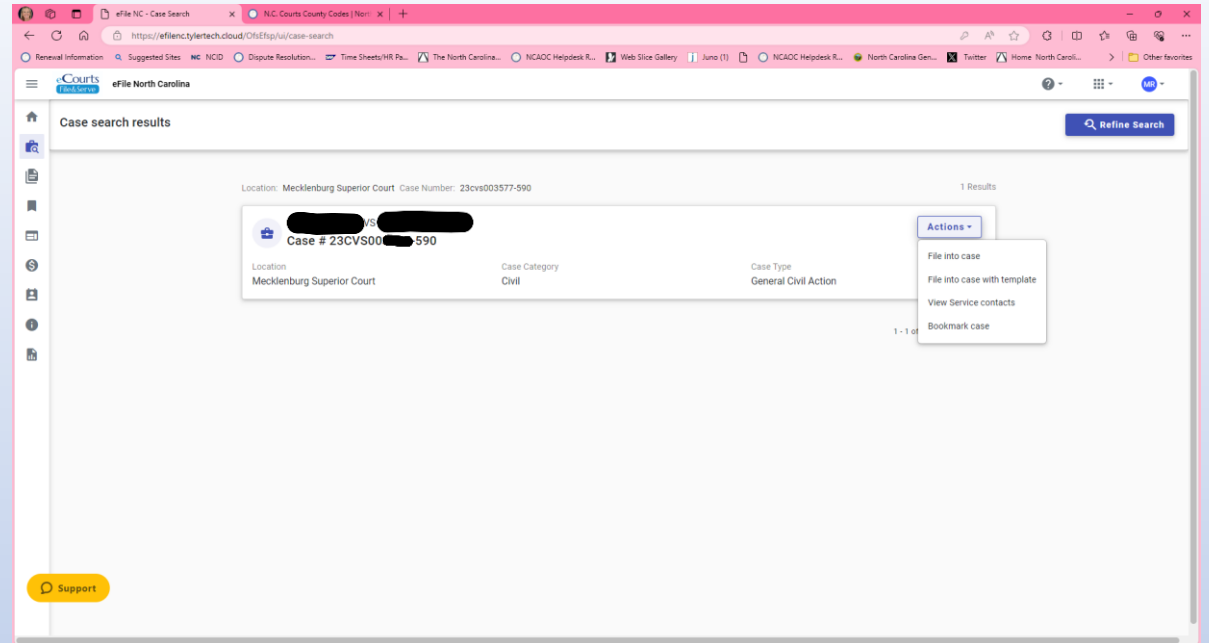 eFile NC - Case Search
N.C. Courts County Codes | Nort
https://efilenc.tylertech.cloud/OfsEfsp/ui/case-search
Renewal Information Suggested Sites NC NCID Dispute Resolution... Time Sheets/HR Pa... The North Carolina... NCAOC Helpdesk R... Web Slice Gallery Juno (1) NCAOC Helpdesk R... North Carolina Gen... Twitter Home North Caroli... Other favorites
eCourts
File&Serve
eFile North Carolina
MR
Case search results
Refine Search
Location: Mecklenburg Superior Court Case Number: 23cvs003577-590
1 Results
VS
Case # 23CVS00 -590
Actions
Location
Mecklenburg Superior Court
Case Category
Civil
Case Type
General Civil Action
File into case
File into case with template
View Service contacts
Bookmark case
1 - 1 of
Support